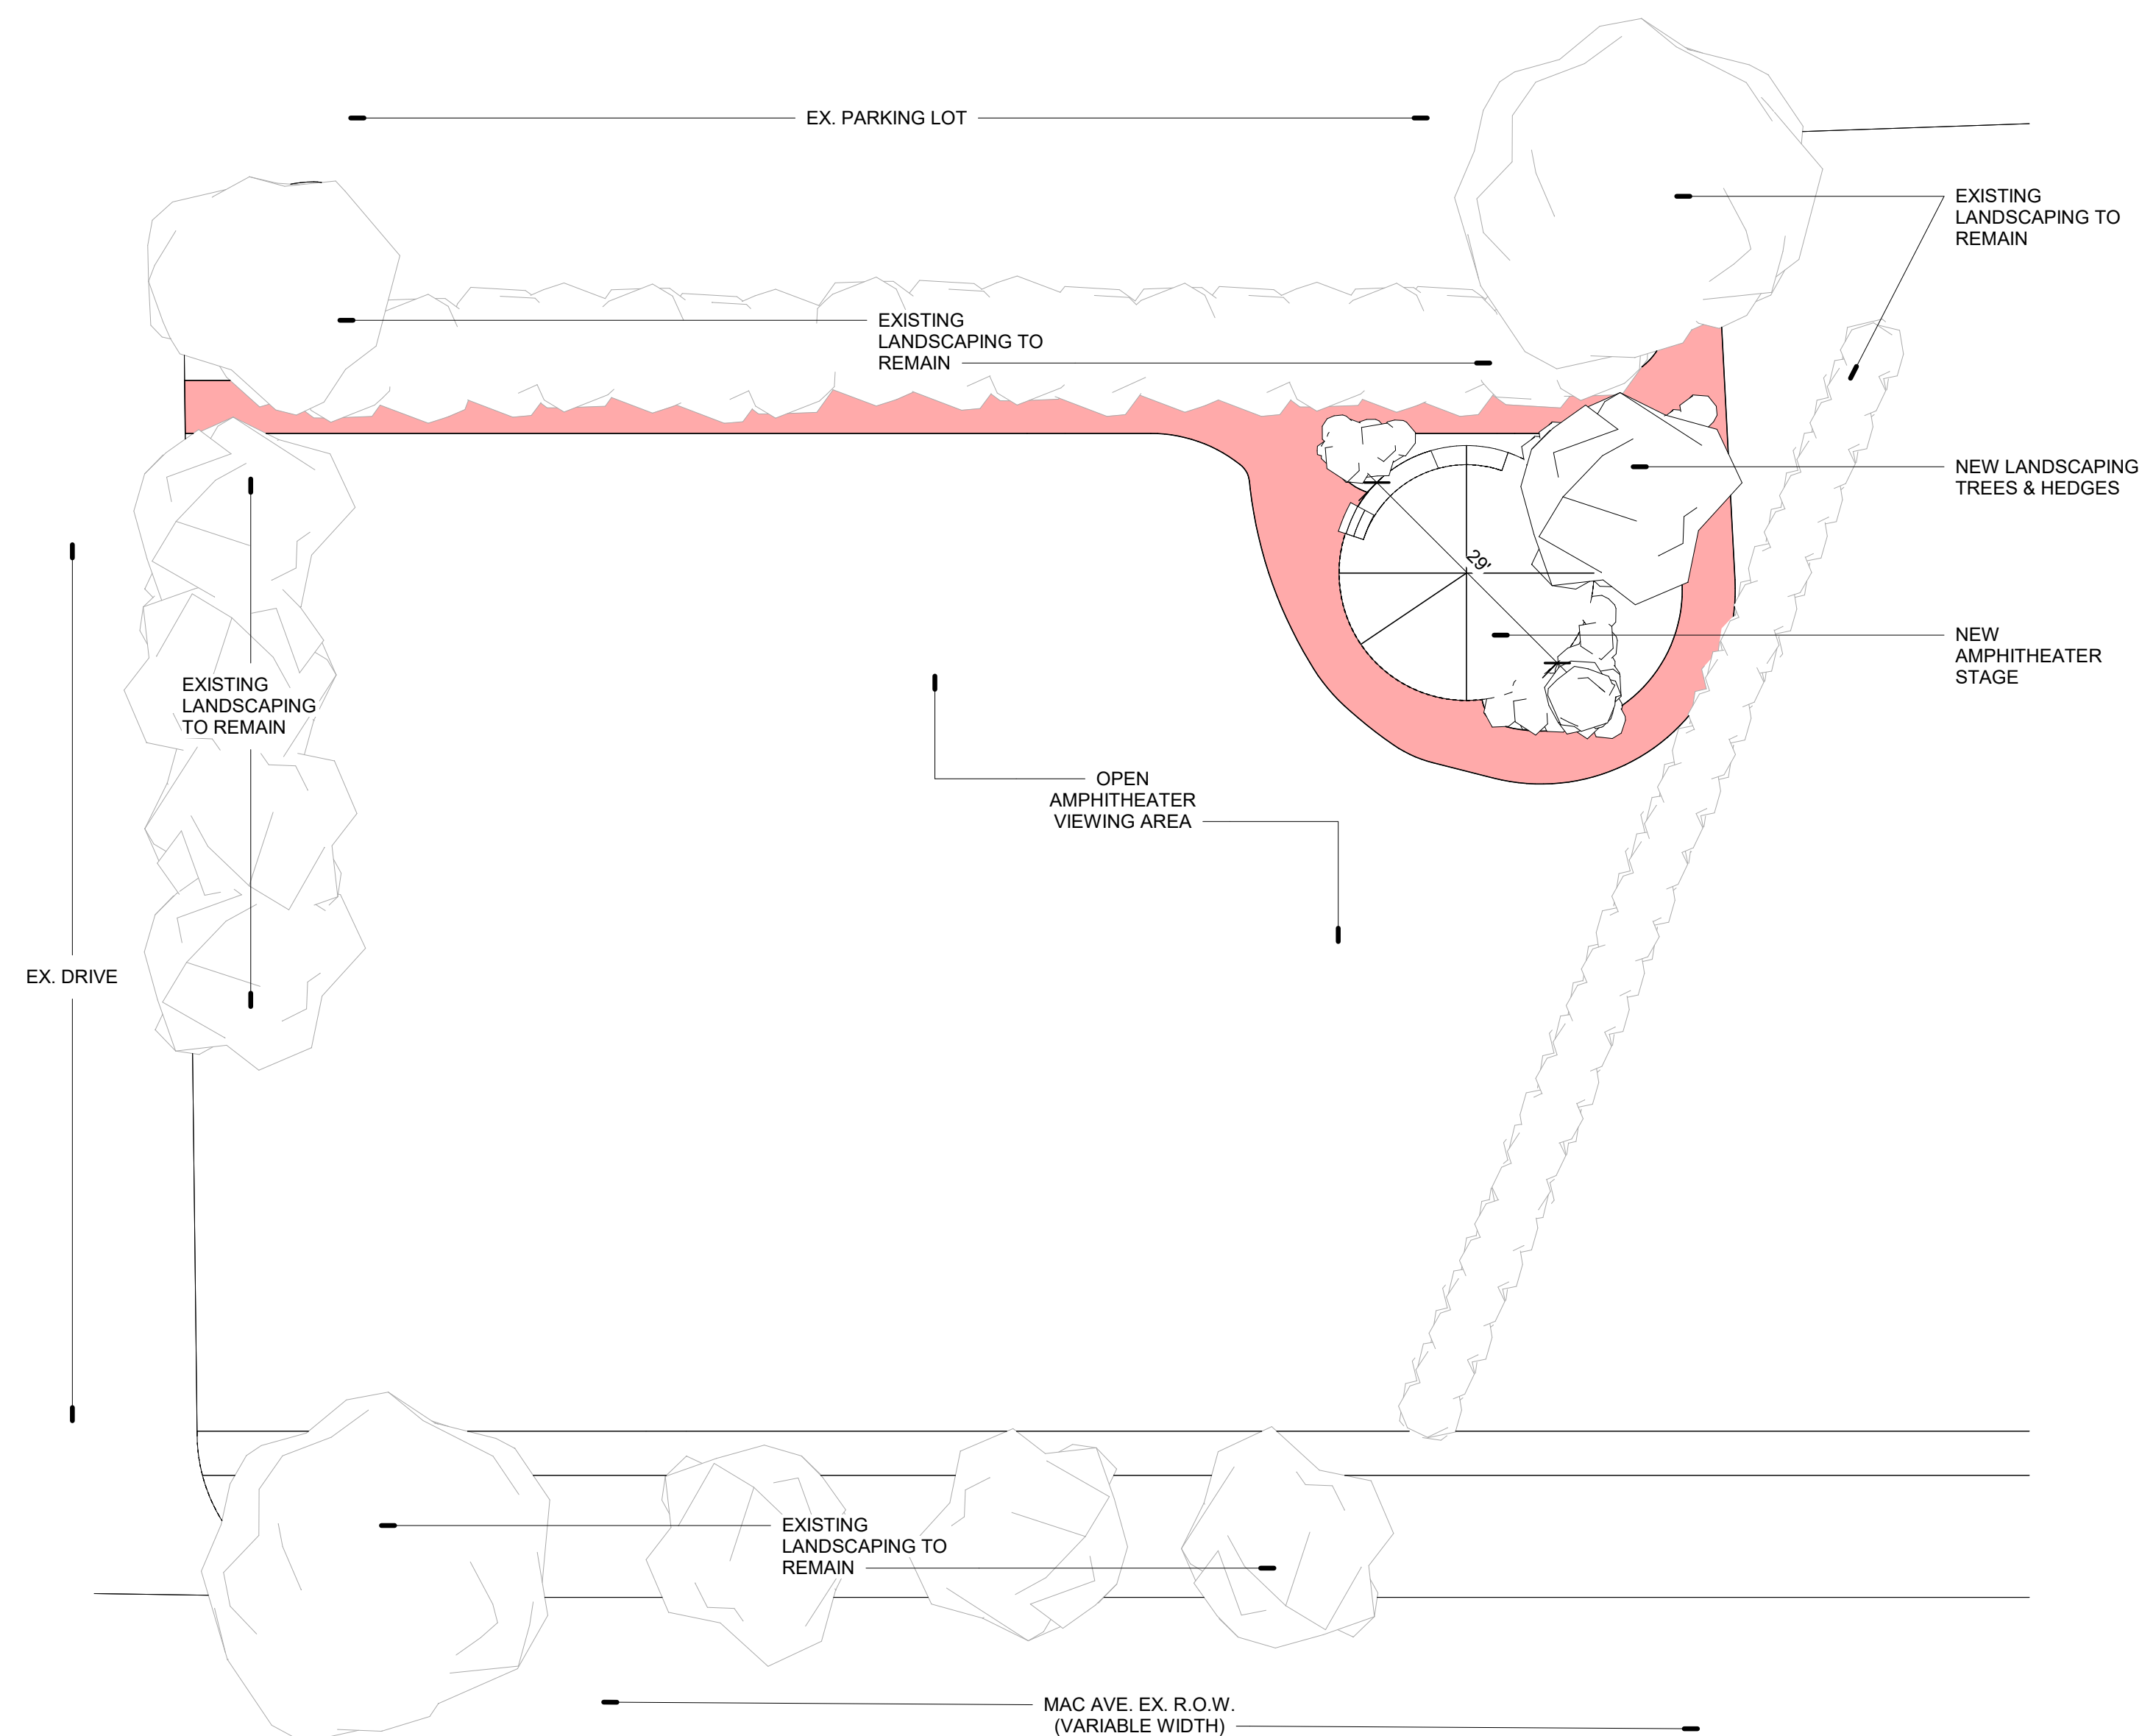 EX. PARKING LOT
EXISTING
LANDSCAPING TO
REMAIN
EXISTING
LANDSCAPING TO
REMAIN
NEW LANDSCAPING
TREES & HEDGES
29'
NEW
AMPHITHEATER
STAGE
EXISTING
LANDSCAPING
TO REMAIN
OPEN
AMPHITHEATER
VIEWING AREA
EX. DRIVE
EXISTING
LANDSCAPING TO
REMAIN
MAC AVE. EX. R.O.W.
(VARIABLE WIDTH)